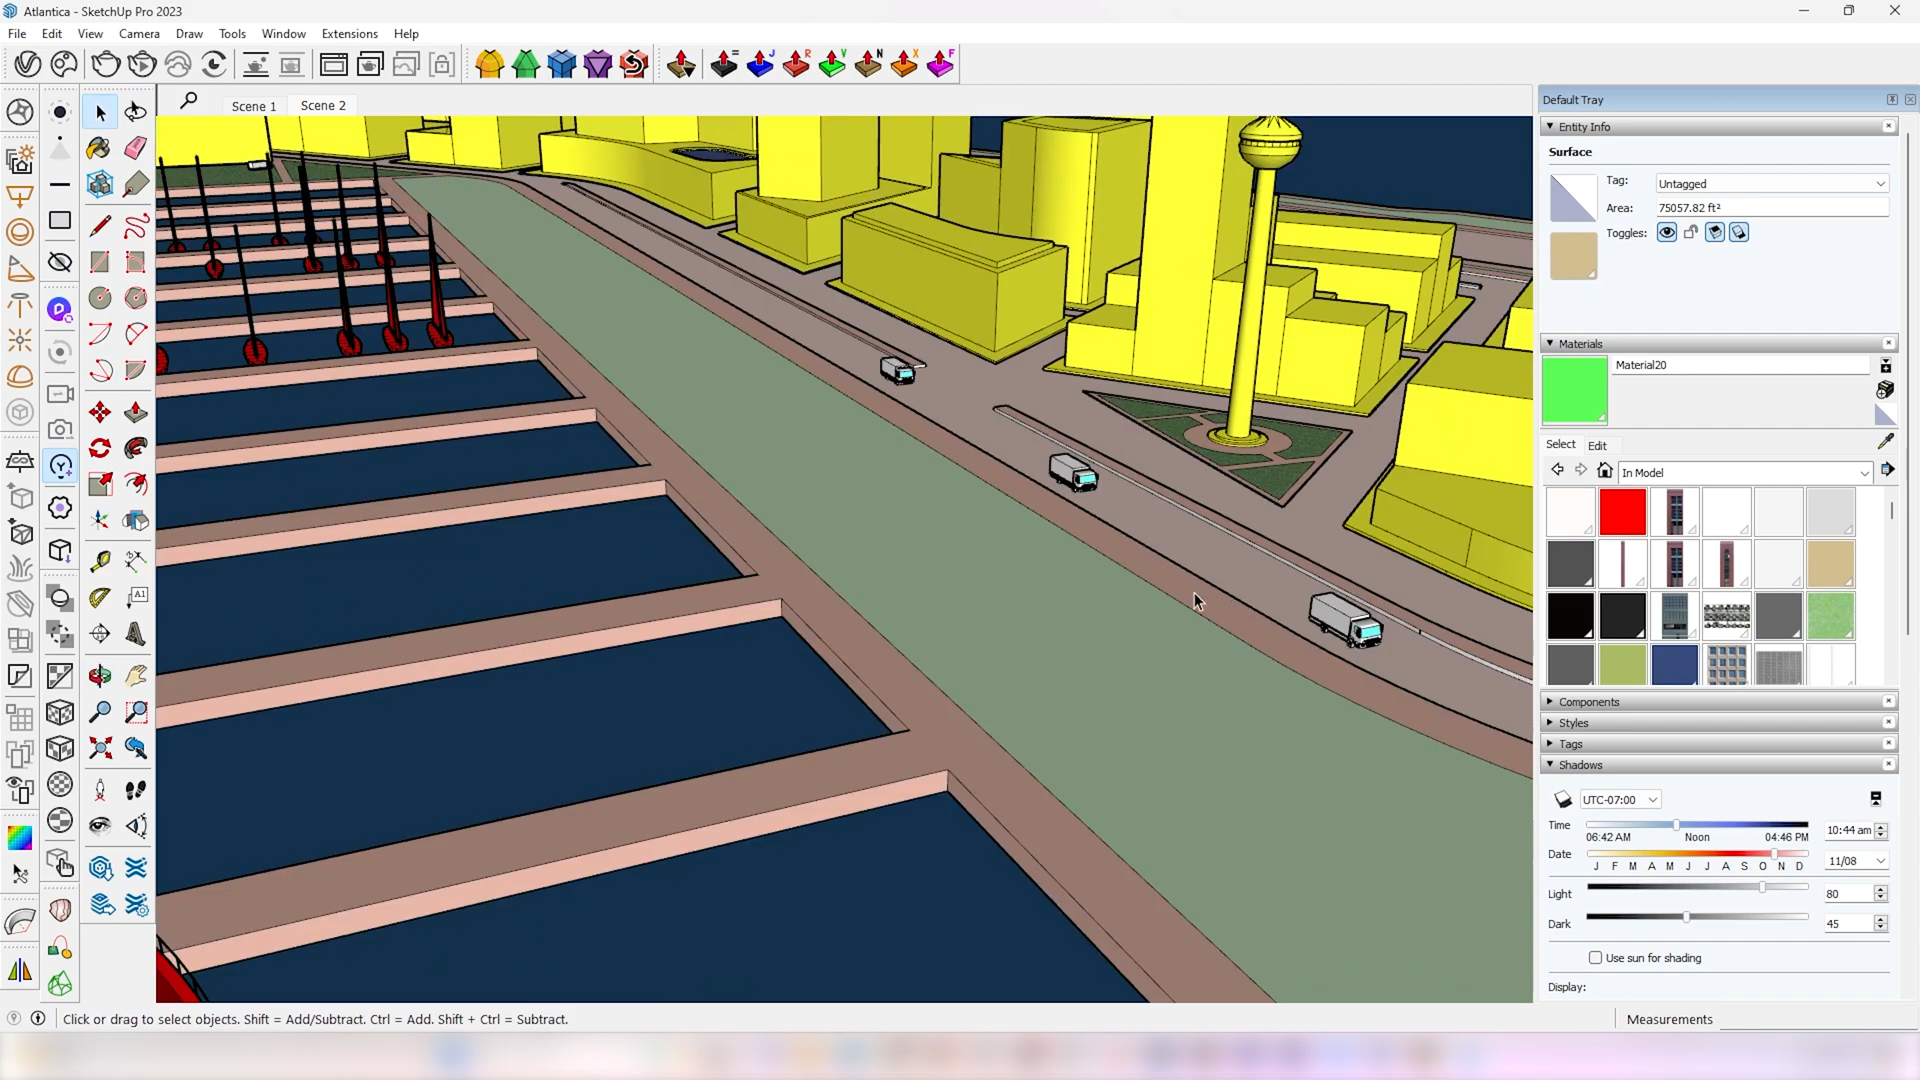 Atlantica - SketchUp Pro 2023
File Edit View Camera Draw Tools Window Extensions Help
= J R V N X F
Scene 1 Scene 2
Default Tray
Entity Info
Surface
Tag: Untagged
Area: 75057.82 ft²
Toggles:
Materials
Material20
Select Edit
In Model
A1
Components
Styles
Tags
Shadows
UTC-07:00
Time 10:44 am
06:42 AM Noon 04:46 PM
Date 11/08
J F M A M J J A S O N D
Light 80
Dark 45
Use sun for shading
Display:
Click or drag to select objects. Shift = Add/Subtract. Ctrl = Add. Shift + Ctrl = Subtract.
Measurements